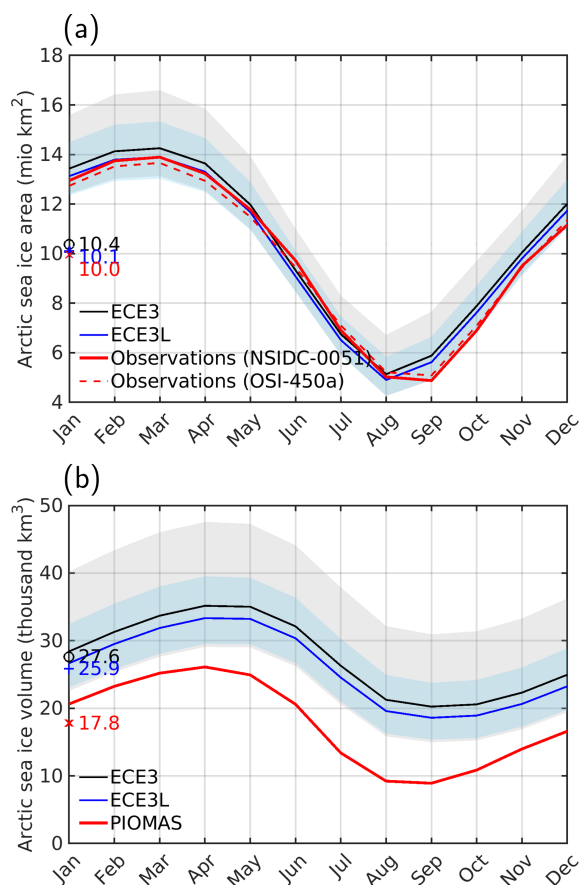 (a)
Arctic sea ice area (mio km²)
18
16
14
12
10
8
6
4
10.4
10.1
10.0
ECE3
ECE3L
Observations (NSIDC-0051)
Observations (OSI-450a)
Jan Feb Mar Apr May Jun Jul Aug Sep Oct Nov Dec
(b)
Arctic sea ice volume (thousand km³)
50
40
30
20
10
0
27.6
25.9
17.8
ECE3
ECE3L
PIOMAS
Jan Feb Mar Apr May Jun Jul Aug Sep Oct Nov Dec